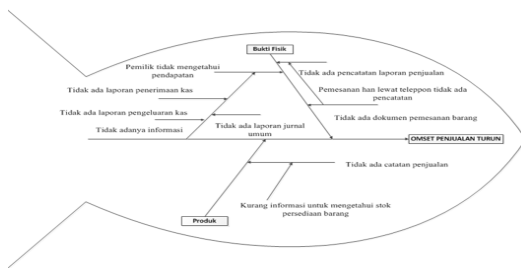 Bukti Fisik
Pemilik tidak mengetahui
pendapatan
Tidak ada pencatatan laporan penjualan
Tidak ada laporan penerimaan kas
Pemesanan han lewat teleppon tidak ada
pencatatan
Tidak ada laporan pengeluaran kas
Tidak ada dokumen pemesanan barang
Tidak adanya informasi
Tidak ada laporan jurnal
umum
OMSET PENJUALAN TURUN
Tidak ada catatan penjualan
Kurang informasi untuk mengetahui stok
persediaan barang
Produk